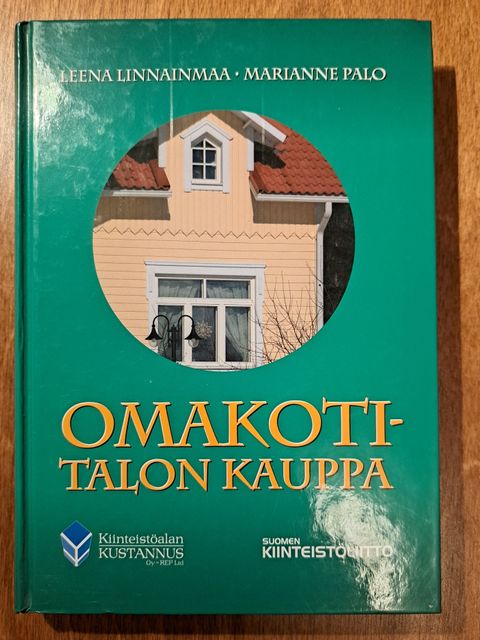 LEENA LINNAINMAA • MARIANNE PALO
OMAKOTI-
TALON KAUPPA
Kiinteistöalan
KUSTANNUS
Oy – REP Ltd
SUOMEN
KIINTEISTÖLIITTO